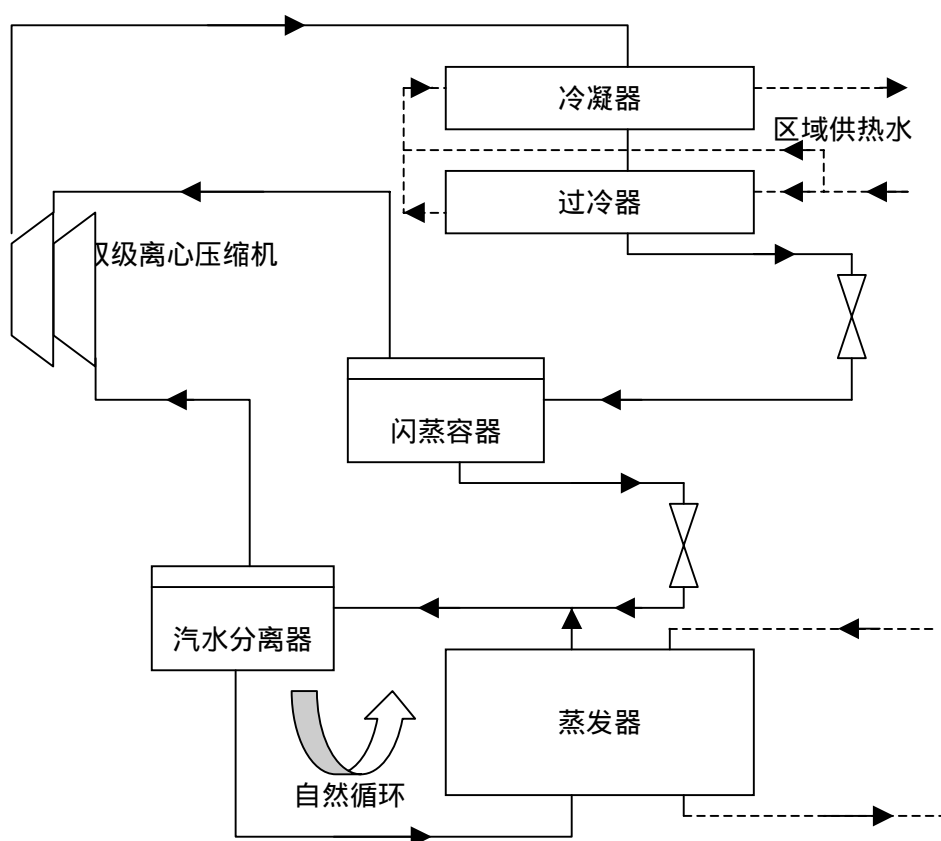 冷凝器
区域供热水
过冷器
双级离心压缩机
闪蒸容器
汽水分离器
蒸发器
自然循环